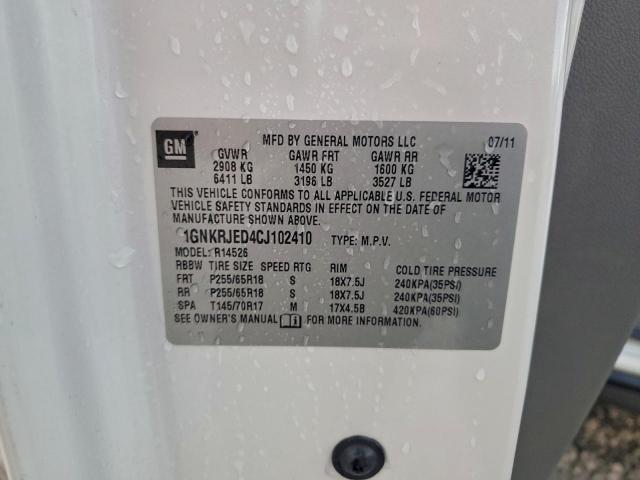 GM MFD BY GENERAL MOTORS LLC 07/11
GVWR GAWR FRT GAWR RR
2908 KG 1450 KG 1600 KG
6411 LB 3196 LB 3527 LB
THIS VEHICLE CONFORMS TO ALL APPLICABLE U.S. FEDERAL MOTOR
VEHICLE SAFETY STANDARDS IN EFFECT ON THE DATE OF
MANUFACTURE SHOWN ABOVE.
1GNKRJED4CJ102410 TYPE: M.P.V.
MODEL: R14526
RBBW TIRE SIZE SPEED RTG RIM COLD TIRE PRESSURE
FRT P255/65R18 S 18X7.5J 240KPA(35PSI)
RR P255/65R18 S 18X7.5J 240KPA(35PSI)
SPA T145/70R17 M 17X4.5B 420KPA(60PSI)
SEE OWNER'S MANUAL FOR MORE INFORMATION.